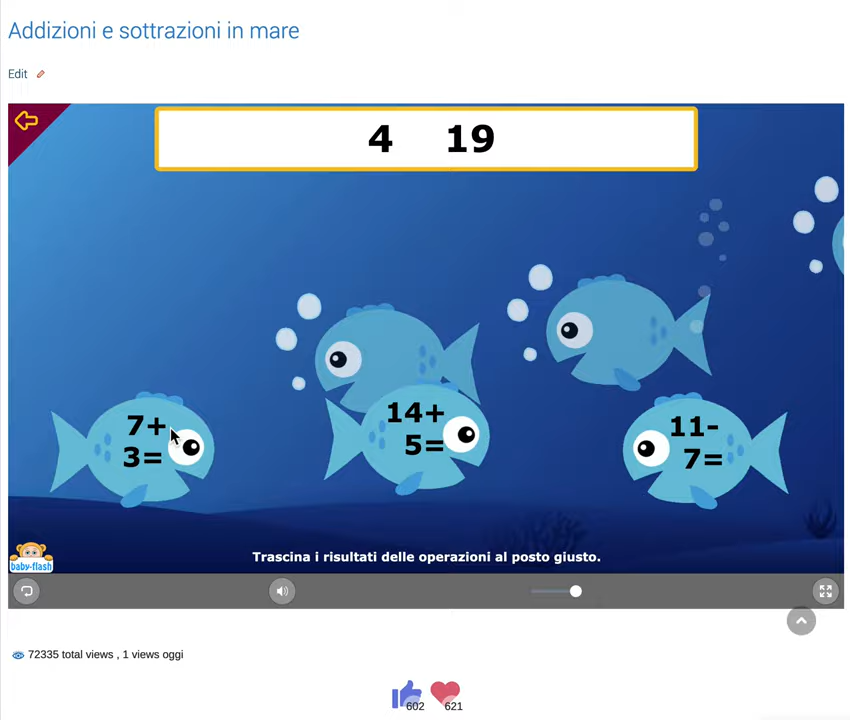 Addizioni e sottrazioni in mare
Edit
4 19
7+
3=
14+
5=
11-
7=
Trascina i risultati delle operazioni al posto giusto.
baby-flash
72335 total views , 1 views oggi
602 621